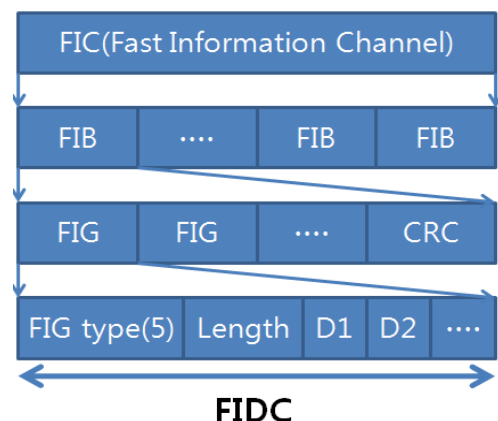 FIC(Fast Information Channel)
FIB .... FIB FIB
FIG FIG .... CRC
FIG type(5) Length D1 D2 ....
FIDC